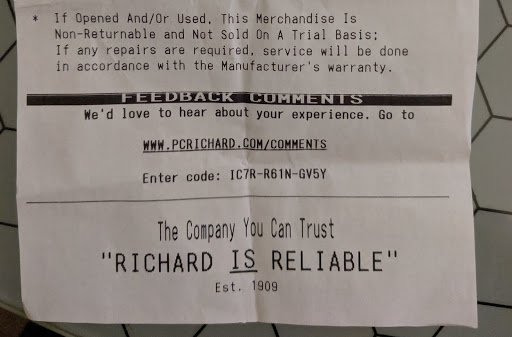 * If Opened And/Or Used, This Merchandise Is
Non-Returnable and Not Sold On A Trial Basis;
If any repairs are required, service will be done
in accordance with the Manufacturer's warranty.
FEEDBACK COMMENTS
We'd love to hear about your experience. Go to
WWW.PCRICHARD.COM/COMMENTS
Enter code: IC7R-R61N-GV5Y
The Company You Can Trust
"RICHARD IS RELIABLE"
Est. 1909